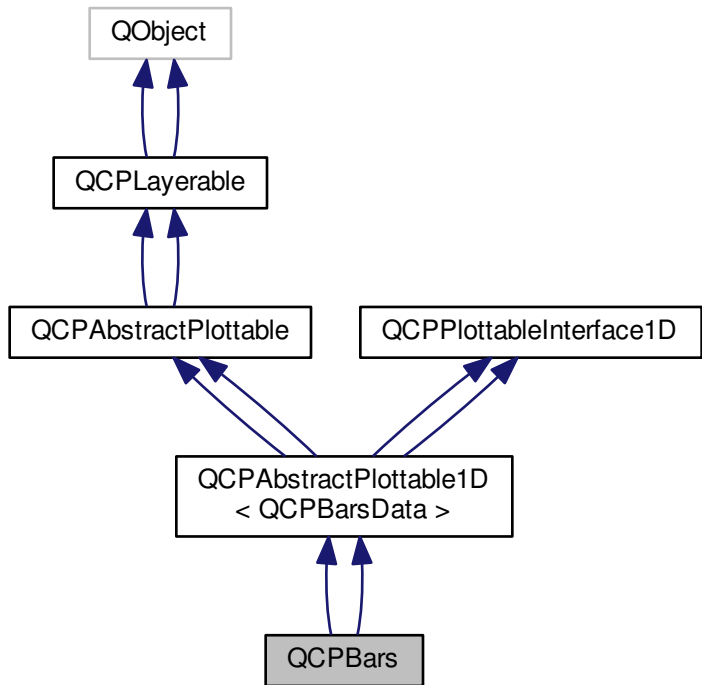 QObject
QCPLayerable
QCPAbstractPlottable
QCPPlottableInterface1D
QCPAbstractPlottable1D
< QCPBarsData >
QCPBars